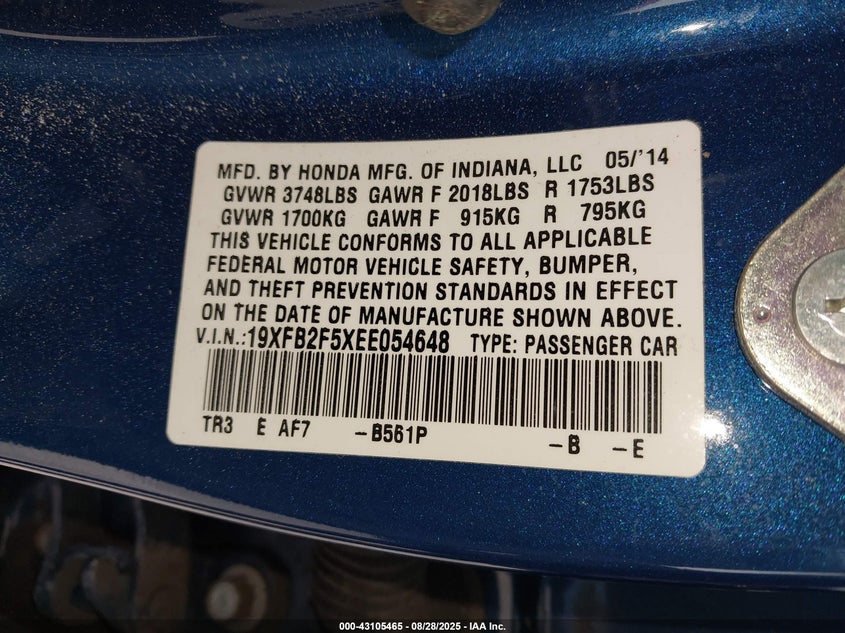 MFD. BY HONDA MFG. OF INDIANA, LLC 05/'14
GVWR 3748LBS GAWR F 2018LBS R 1753LBS
GVWR 1700KG GAWR F 915KG R 795KG
THIS VEHICLE CONFORMS TO ALL APPLICABLE
FEDERAL MOTOR VEHICLE SAFETY, BUMPER,
AND THEFT PREVENTION STANDARDS IN EFFECT
ON THE DATE OF MANUFACTURE SHOWN ABOVE.
V.I.N.:19XFB2F5XEE054648 TYPE: PASSENGER CAR
TR3 E AF7 -B561P -B -E
000-43105465 - 08/28/2025 - IAA Inc.